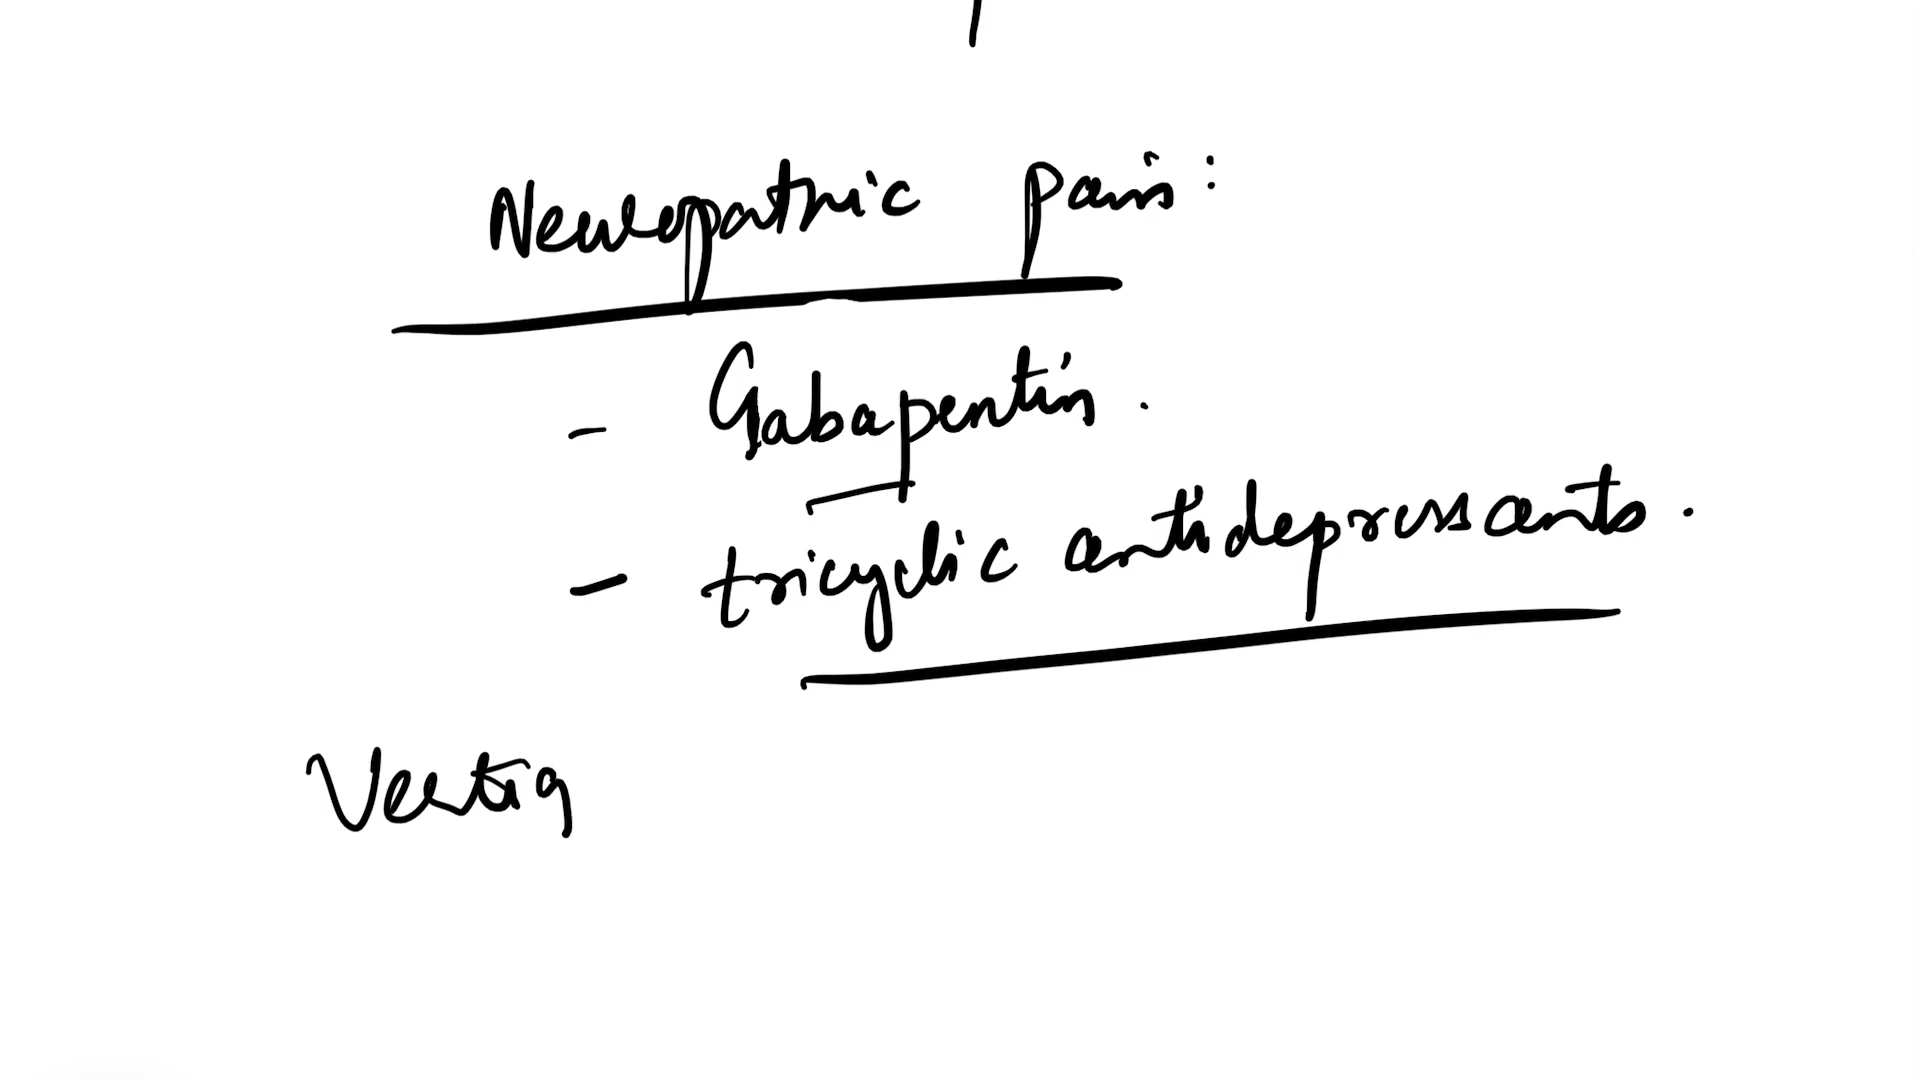 Neuropathic pain:
- Gabapentin.
- tricyclic antidepressants.
Vertig